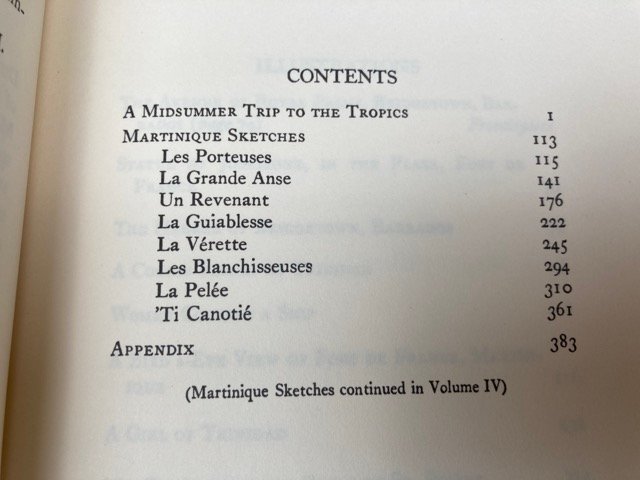 CONTENTS
A MIDSUMMER TRIP TO THE TROPICS 1
MARTINIQUE SKETCHES 113
Les Porteuses 115
La Grande Anse 141
Un Revenant 176
La Guiablesse 222
La Vérette 245
Les Blanchisseuses 294
La Pelée 310
'Ti Canotié 361
APPENDIX 383
(Martinique Sketches continued in Volume IV)